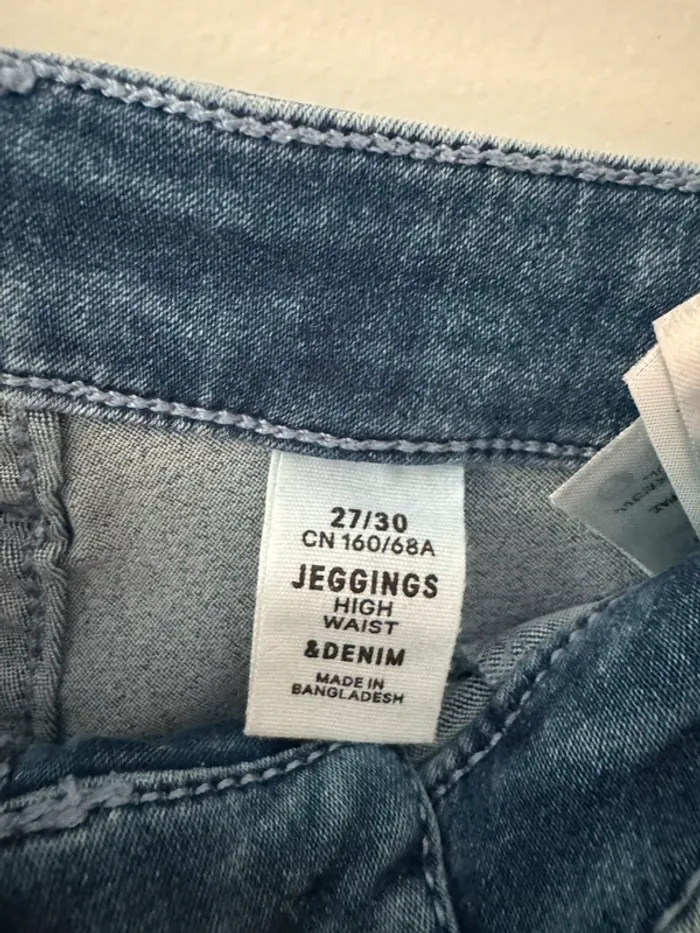 27/30
CN 160/68A
JEGGINGS
HIGH
WAIST
&DENIM
MADE IN
BANGLADESH